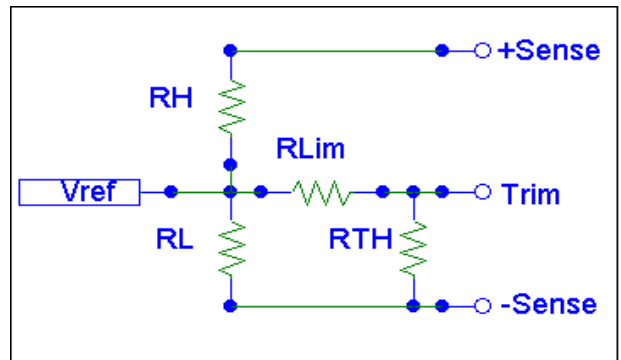 +Sense
RH
RLim
Vref
Trim
RL
RTH
-Sense